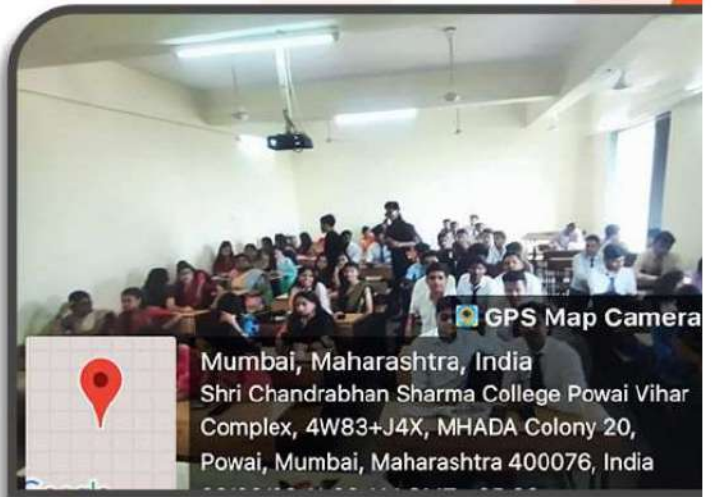 GPS Map Camera
Mumbai, Maharashtra, India
Shri Chandrabhan Sharma College Powai Vihar
Complex, 4W83+J4X, MHADA Colony 20,
Powai, Mumbai, Maharashtra 400076, India
Google